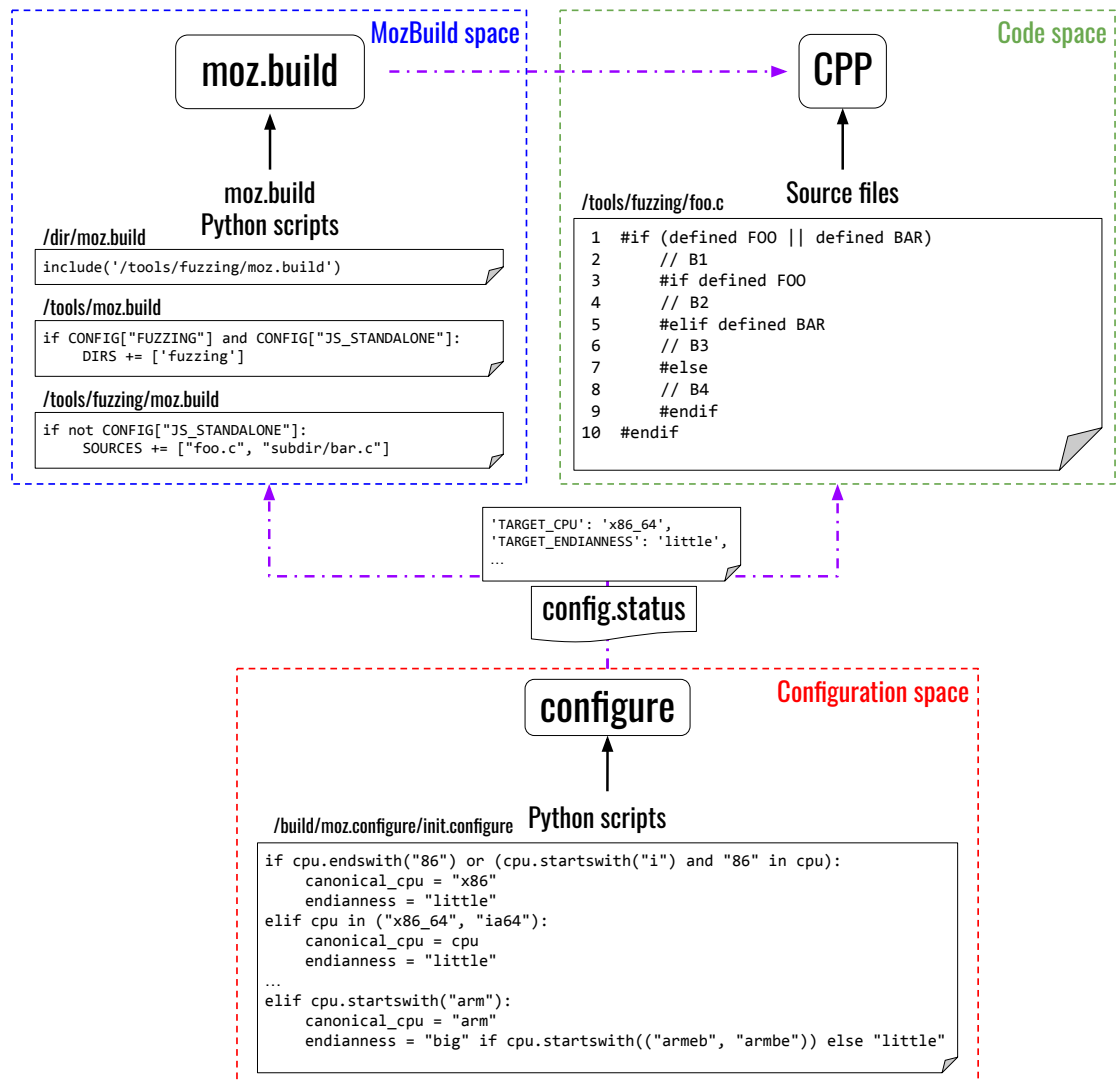 MozBuild space
moz.build
moz.build
Python scripts
/dir/moz.build
include('/tools/fuzzing/moz.build')
/tools/moz.build
if CONFIG["FUZZING"] and CONFIG["JS_STANDALONE"]:
    DIRS += ['fuzzing']
/tools/fuzzing/moz.build
if not CONFIG["JS_STANDALONE"]:
    SOURCES += ["foo.c", "subdir/bar.c"]
Code space
CPP
Source files
/tools/fuzzing/foo.c
1 #if (defined FOO || defined BAR)
2     // B1
3     #if defined FOO
4     // B2
5     #elif defined BAR
6     // B3
7     #else
8     // B4
9     #endif
10 #endif
'TARGET_CPU': 'x86_64',
'TARGET_ENDIANNESS': 'little',
…
config.status
Configuration space
configure
Python scripts
/build/moz.configure/init.configure
if cpu.endswith("86") or (cpu.startswith("i") and "86" in cpu):
    canonical_cpu = "x86"
    endianness = "little"
elif cpu in ("x86_64", "ia64"):
    canonical_cpu = cpu
    endianness = "little"
…
elif cpu.startswith("arm"):
    canonical_cpu = "arm"
    endianness = "big" if cpu.startswith(("armeb", "armbe")) else "little"